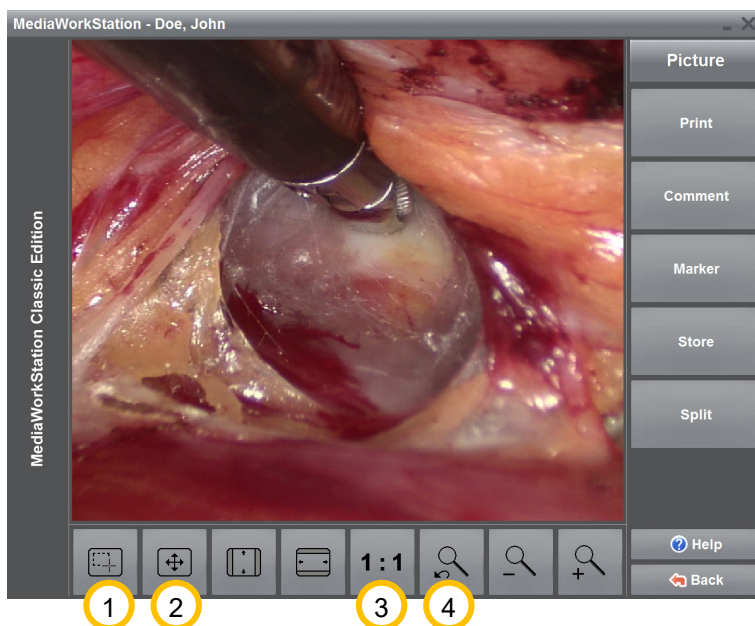 MediaWorkStation - Doe, John
MediaWorkStation Classic Edition
Picture
Print
Comment
Marker
Store
Split
Help
Back
1 : 1
1
2
3
4